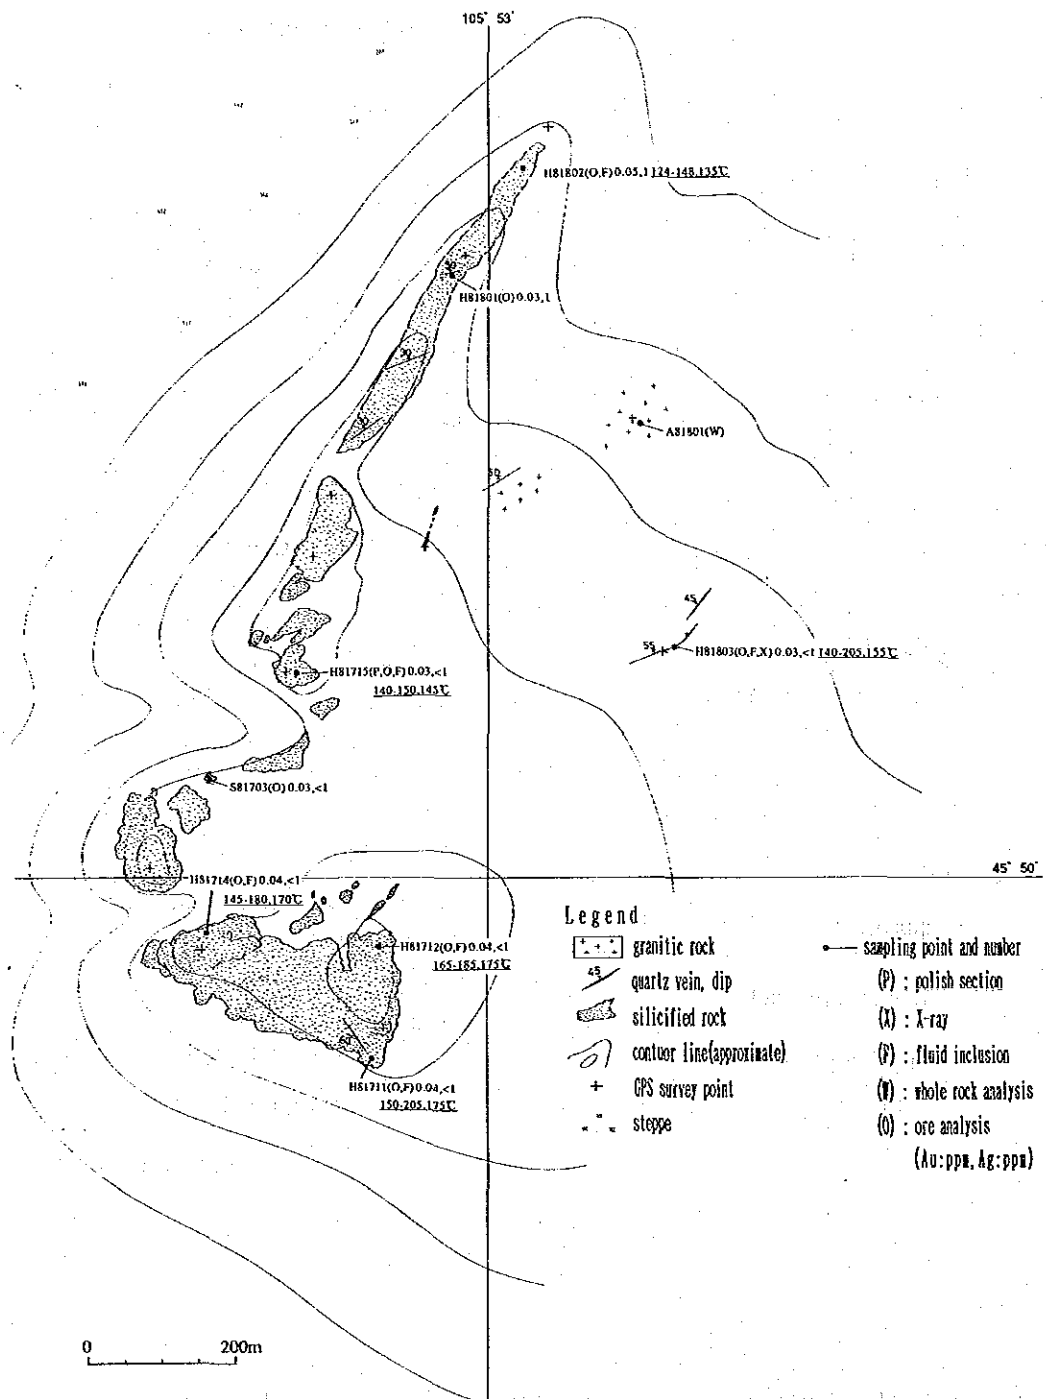 105° 53'
H81802(O,F)0.05,1 124-148,135℃
H81801(O)0.03,1
A81801(W)
50
45
55
H81803(O,F,X)0.03,<1 140-205,155℃
H81715(P,O,F)0.03,<1
140-150,145℃
S81703(O)0.03,<1
45° 50'
H81714(O,F)0.04,<1
145-180,170℃
H81712(O,F)0.04,<1
165-185,175℃
H81711(O,F)0.04,<1
150-205,175℃
Legend
granitic rock
45
quartz vein, dip
silicified rock
contuor line(approximate)
GPS survey point
steppe
sampling point and number
(P) : polish section
(X) : X-ray
(F) : fluid inclusion
(W) : whole rock analysis
(O) : ore analysis
(Au:ppm, Ag:ppm)
0 200m